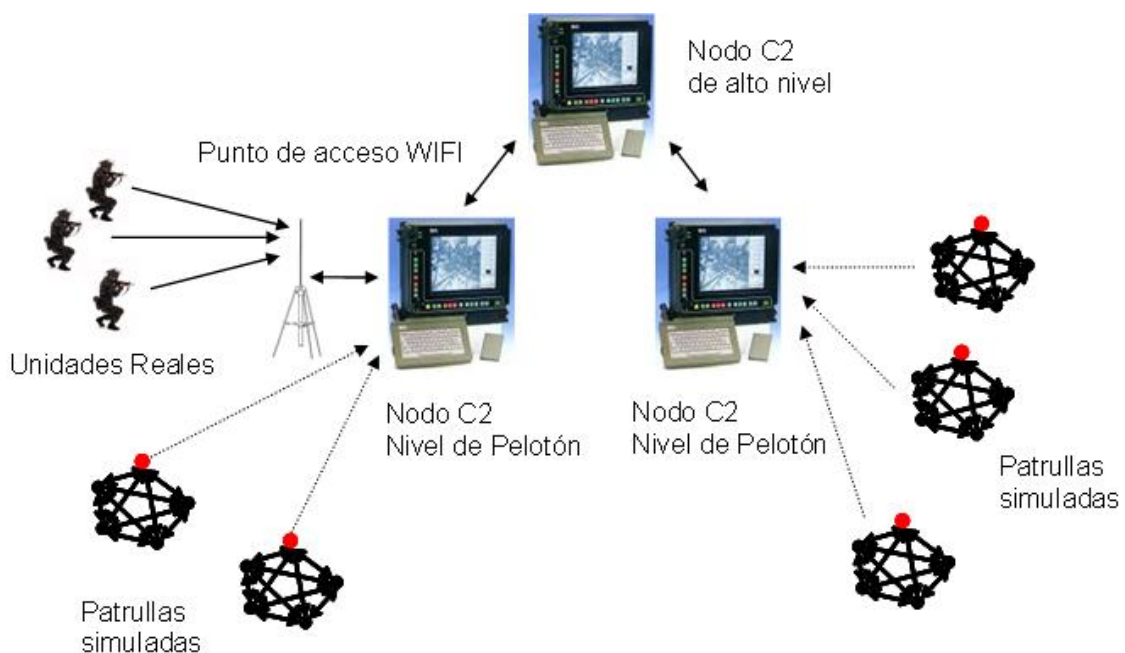 Nodo C2
de alto nivel
Punto de acceso WIFI
Unidades Reales
Nodo C2
Nivel de Pelotón
Nodo C2
Nivel de Pelotón
Patrullas
simuladas
Patrullas
simuladas